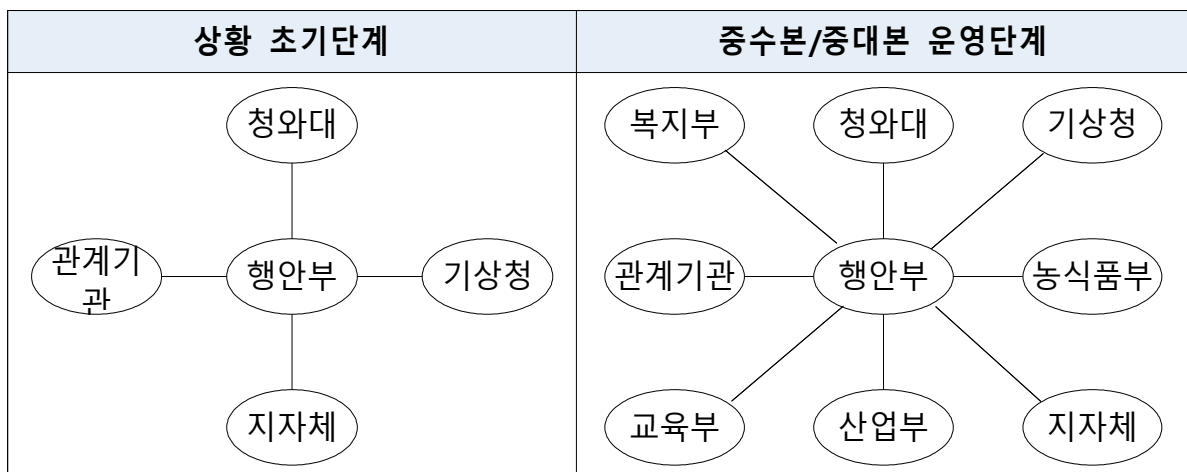 상황 초기단계
청와대
관계기
관
행안부
기상청
지자체
중수본/중대본 운영단계
복지부
청와대
기상청
관계기관
행안부
농식품부
교육부
산업부
지자체